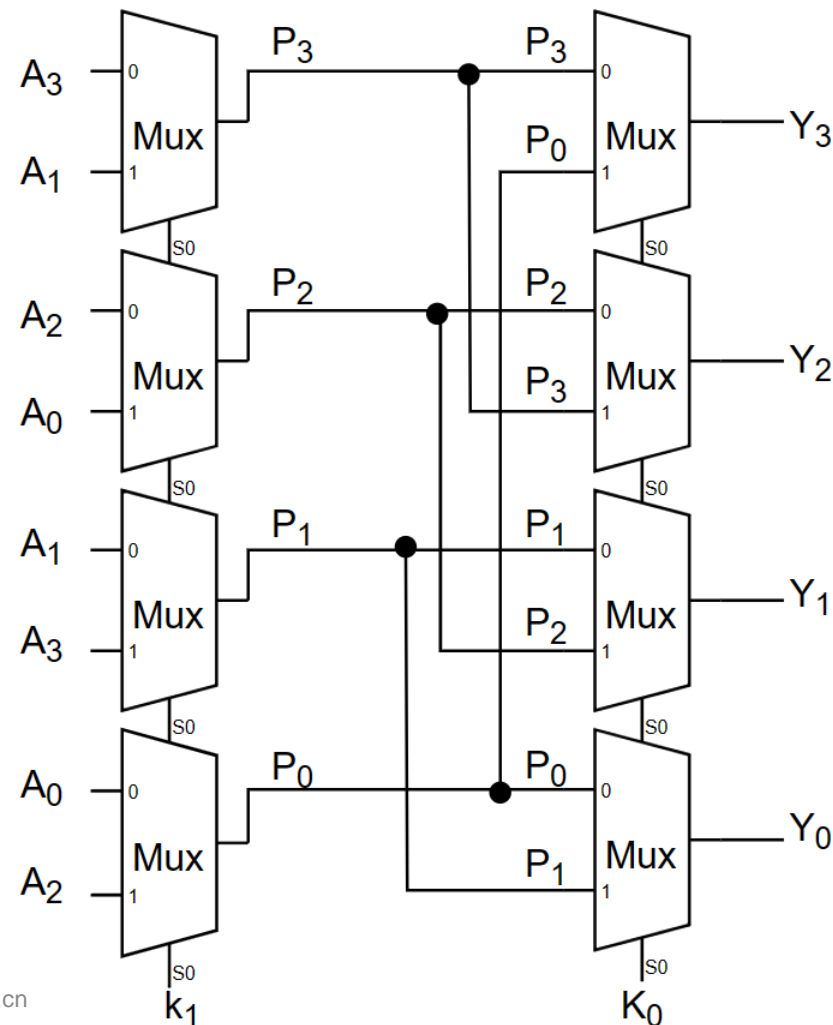 P₃ P₃
A₃ 0 0
Mux Mux Y₃
P₀
A₁ 1 1
S0 S0
P₂ P₂
A₂ 0 0
Mux Mux Y₂
P₃
A₀ 1 1
S0 S0
P₁ P₁
A₁ 0 0
Mux Mux Y₁
P₂
A₃ 1 1
S0 S0
P₀ P₀
A₀ 0 0
Mux Mux Y₀
P₁
A₂ 1 1
S0 S0
cn k₁ K₀